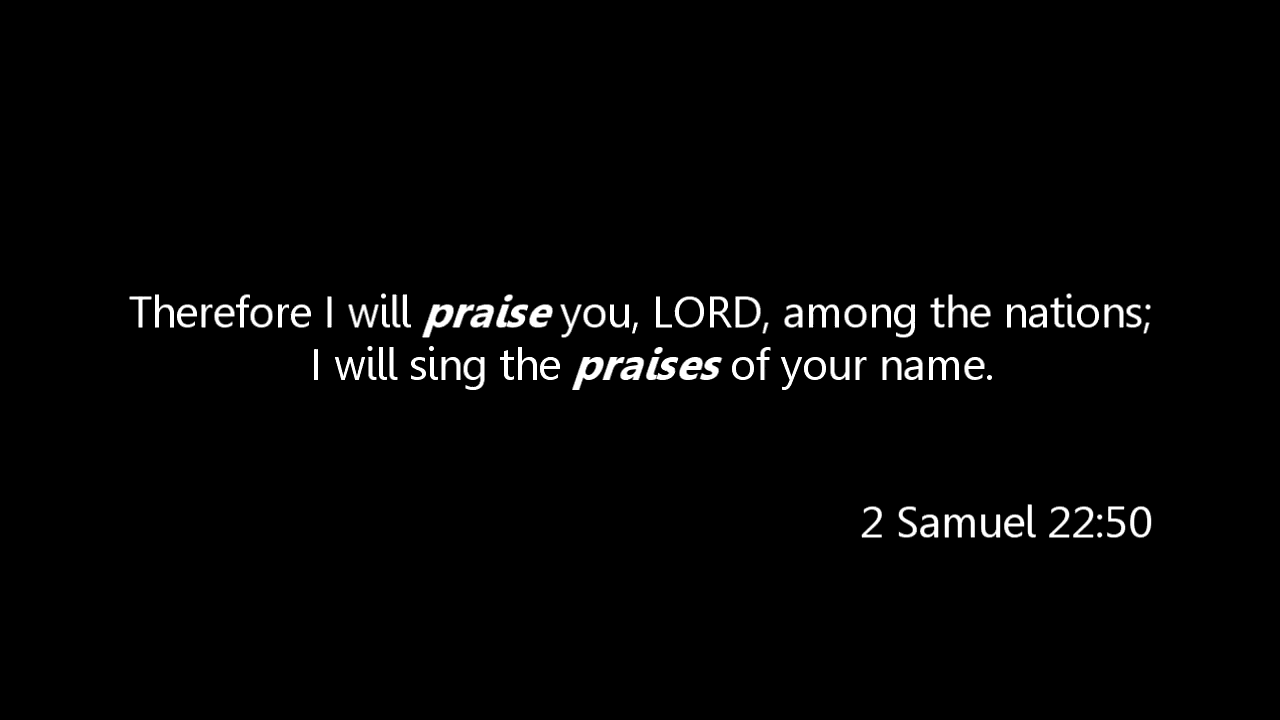 Therefore I will praise you, LORD, among the nations;
I will sing the praises of your name.
2 Samuel 22:50